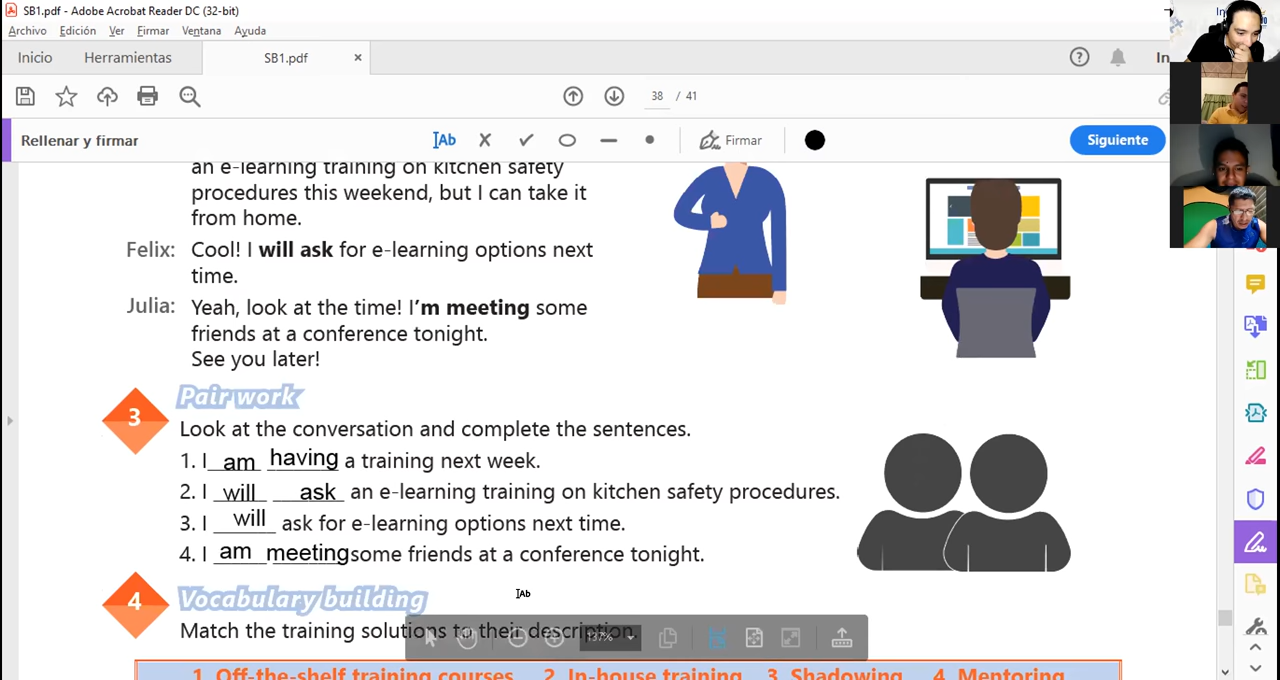 SB1.pdf - Adobe Acrobat Reader DC (32-bit)
Archivo Edición Ver Firmar Ventana Ayuda
Inicio Herramientas SB1.pdf × ? In
38 / 41
Rellenar y firmar IAb Firmar Siguiente
an e-learning training on kitchen safety
procedures this weekend, but I can take it
from home.
Felix: Cool! I will ask for e-learning options next
time.
Julia: Yeah, look at the time! I'm meeting some
friends at a conference tonight.
See you later!
3 Pair work
Look at the conversation and complete the sentences.
1. I am having a training next week.
2. I will ask an e-learning training on kitchen safety procedures.
3. I will ask for e-learning options next time.
4. I am meeting some friends at a conference tonight.
4 Vocabulary building
IAb
Match the training solutions to their description.
137%
1. Off-the-shelf training courses 2. In-house training 3. Shadowing 4. Mentoring